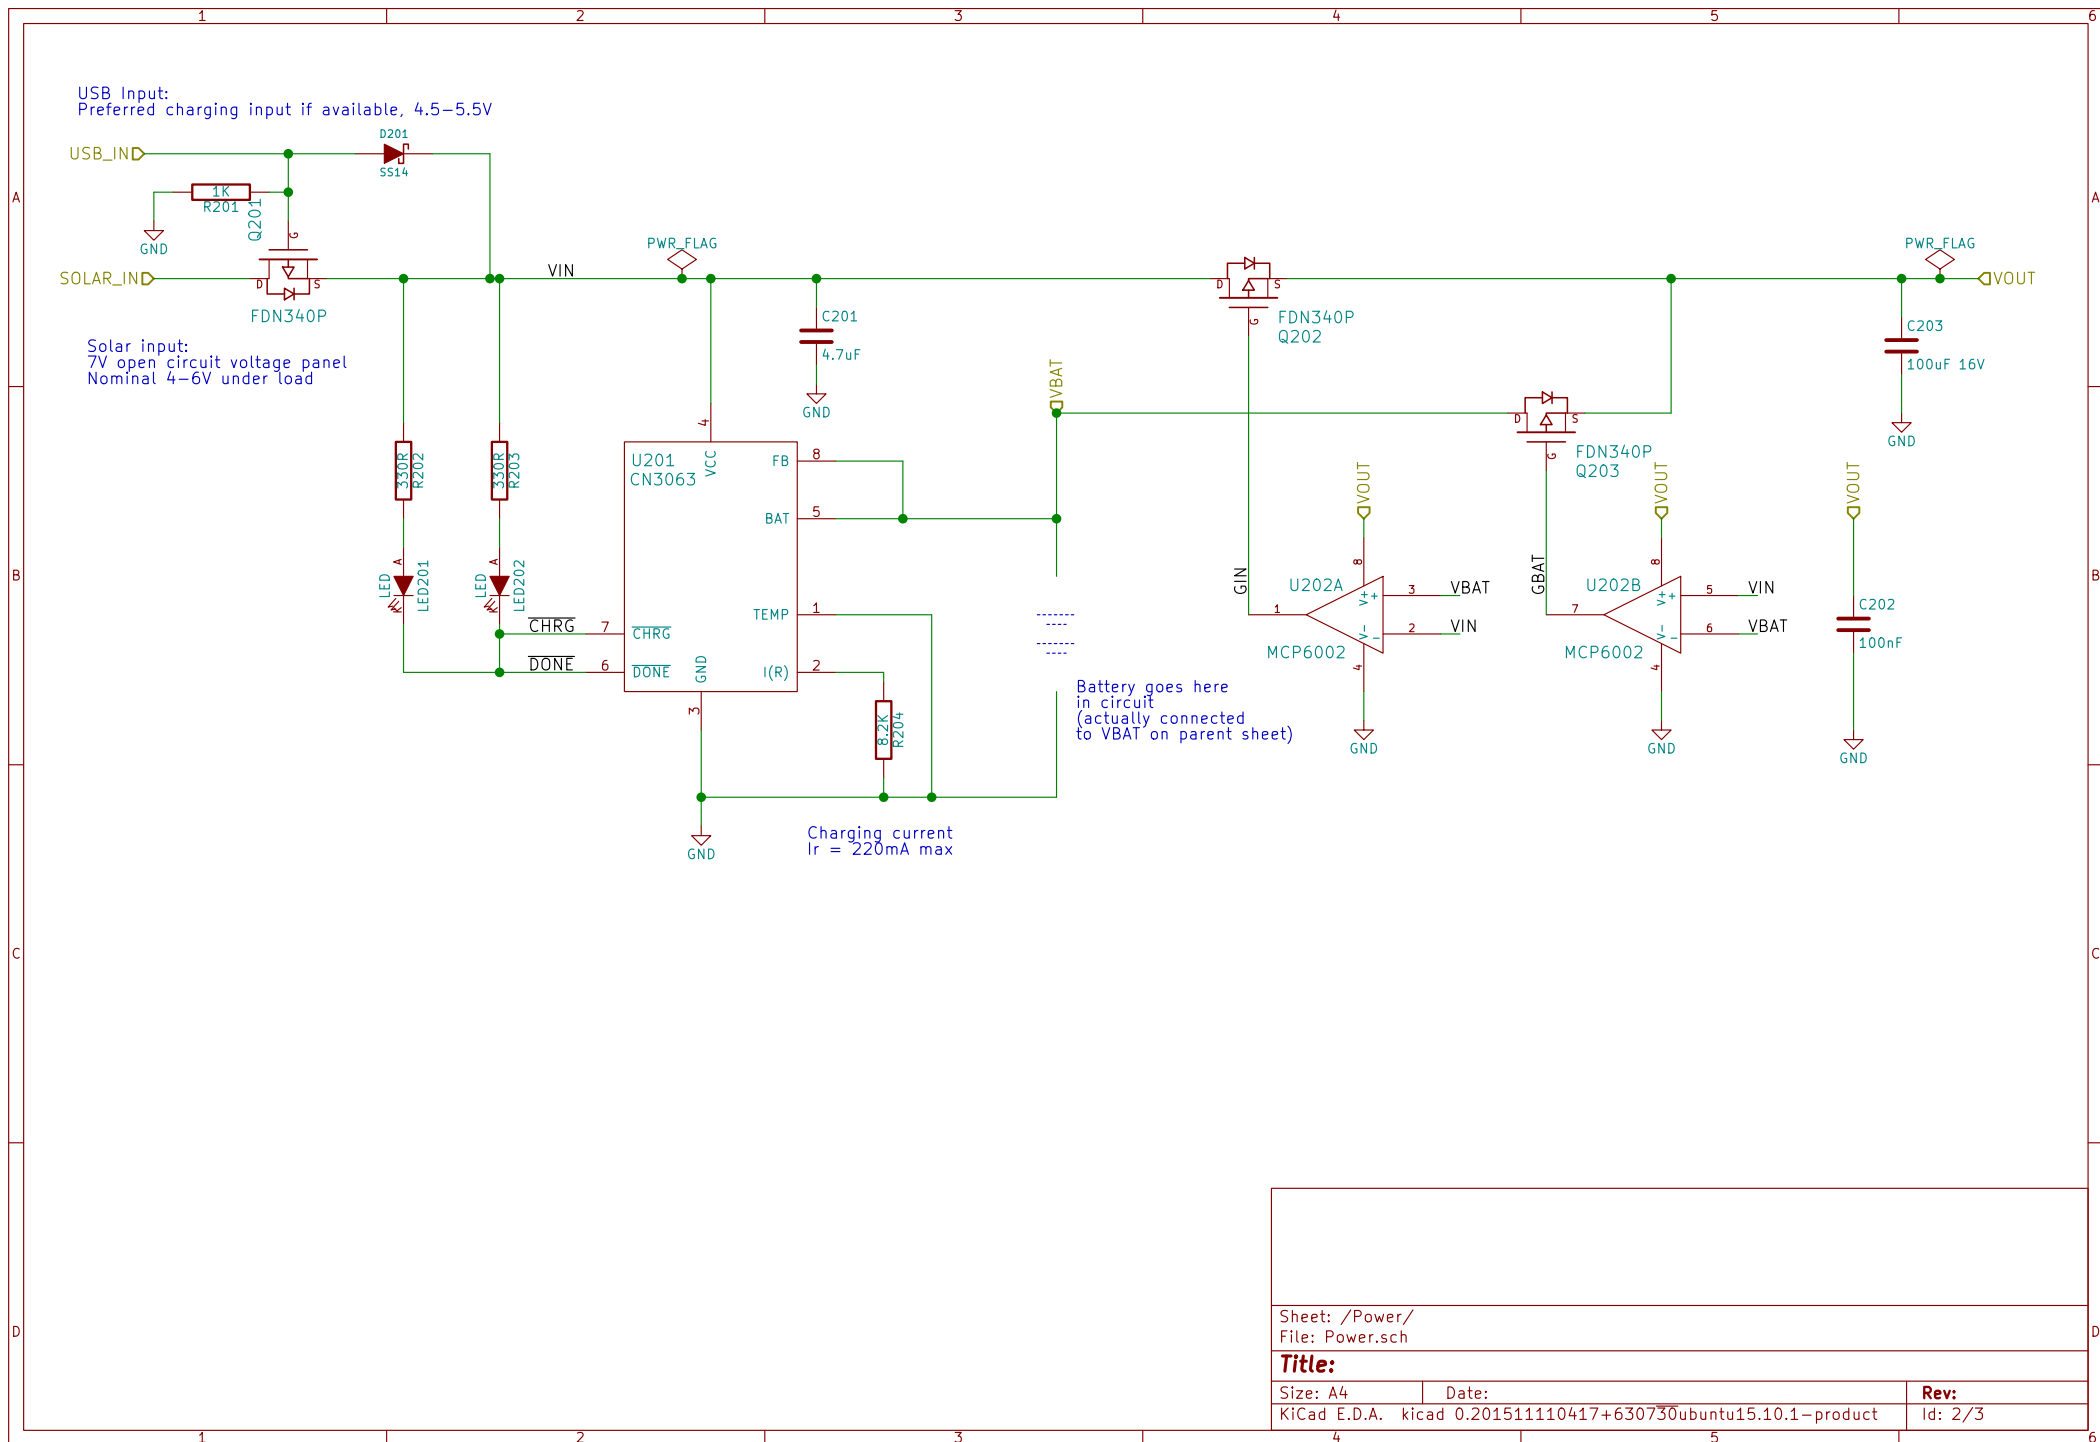 1 2 3 4 5 6
USB Input:
Preferred charging input if available, 4.5-5.5V
USB_IN
D201
SS14
1K
R201
GND
Q201
G
D
S
SOLAR_IN
FDN340P
Solar input:
7V open circuit voltage panel
Nominal 4-6V under load
VIN
PWR_FLAG
C201
4.7uF
GND
D
S
G
FDN340P
Q202
PWR_FLAG
VOUT
C203
100uF 16V
GND
A
A
VBAT
D
S
G
FDN340P
Q203
330R
R202
330R
R203
A
LED
LED201
A
LED
LED202
CHRG
DONE
U201
CN3063
4
VCC
FB
8
BAT
5
TEMP
1
I(R)
2
7
CHRG
6
DONE
GND
3
8.2K
R204
GND
Charging current
Ir = 220mA max
Battery goes here
in circuit
(actually connected
to VBAT on parent sheet)
GIN
VOUT
8
U202A
V+
+
3
VBAT
1
V-
-
2
VIN
MCP6002
4
GND
GBAT
VOUT
8
U202B
V+
+
5
VIN
7
V-
-
6
VBAT
MCP6002
4
GND
VOUT
C202
100nF
GND
B
B
C
C
D
D
Sheet: /Power/
File: Power.sch
Title:
Size: A4
Date:
Rev:
KiCad E.D.A. kicad 0.201511110417+630730ubuntu15.10.1-product
Id: 2/3
1 2 3 4 5 6